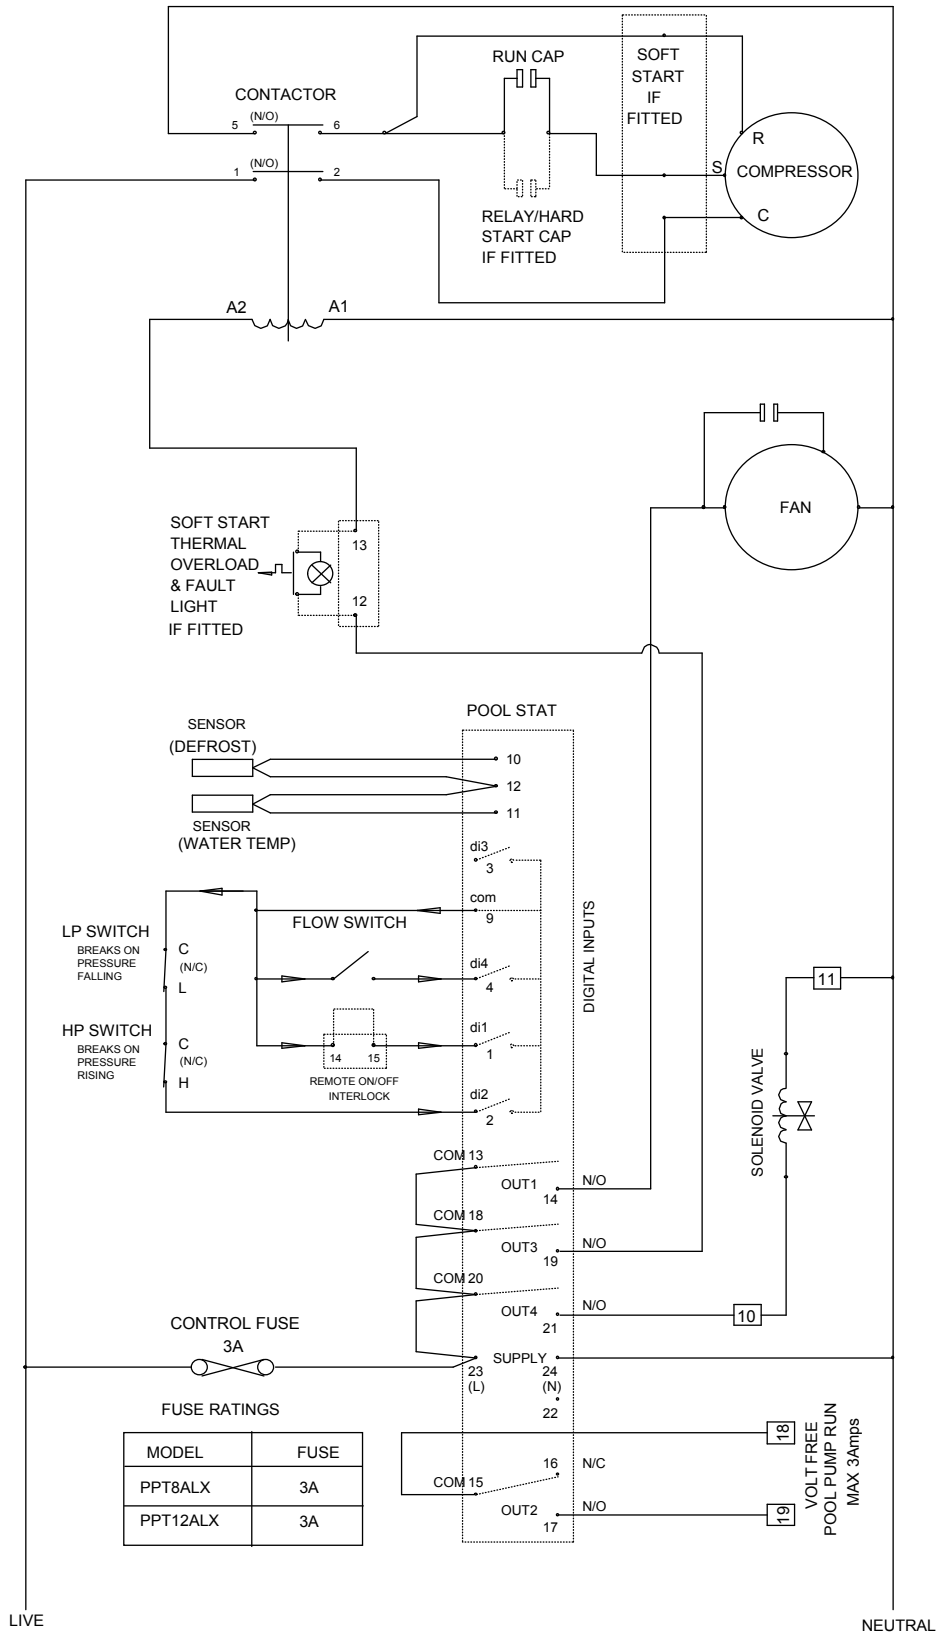 RUN CAP
SOFT
START
IF
FITTED
CONTACTOR
(N/O)
5
6
R
(N/O)
1
2
S
COMPRESSOR
C
RELAY/HARD
START CAP
IF FITTED
A2
A1
FAN
SOFT START
THERMAL
OVERLOAD
& FAULT
LIGHT
IF FITTED
13
12
POOL STAT
SENSOR
(DEFROST)
10
12
11
SENSOR
(WATER TEMP)
di3
3
com
9
FLOW SWITCH
LP SWITCH
BREAKS ON
PRESSURE
FALLING
C
(N/C)
L
di4
4
DIGITAL INPUTS
11
HP SWITCH
BREAKS ON
PRESSURE
RISING
C
(N/C)
H
14
15
di1
1
REMOTE ON/OFF
INTERLOCK
di2
2
SOLENOID VALVE
COM 13
OUT1
14
N/O
COM 18
OUT3
19
N/O
COM 20
OUT4
21
N/O
10
CONTROL FUSE
3A
SUPPLY
23
(L)
24
(N)
22
FUSE RATINGS
MODEL FUSE
PPT8ALX 3A
PPT12ALX 3A
18
16
N/C
COM 15
OUT2
17
N/O
19
VOLT FREE
POOL PUMP RUN
MAX 3Amps
LIVE
NEUTRAL